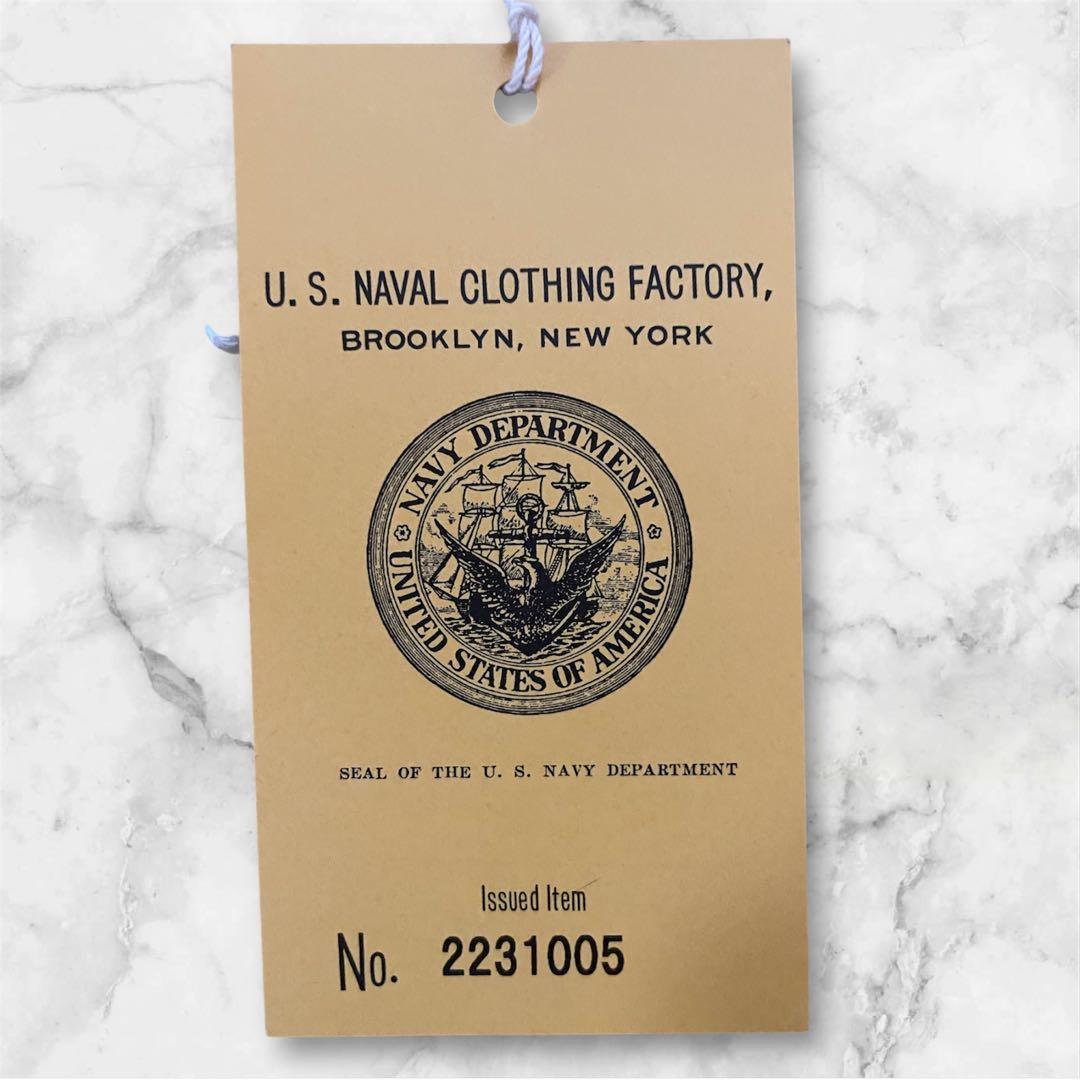 U. S. NAVAL CLOTHING FACTORY,
BROOKLYN, NEW YORK
NAVY DEPARTMENT
UNITED STATES OF AMERICA
SEAL OF THE U. S. NAVY DEPARTMENT
Issued Item
No. 2231005